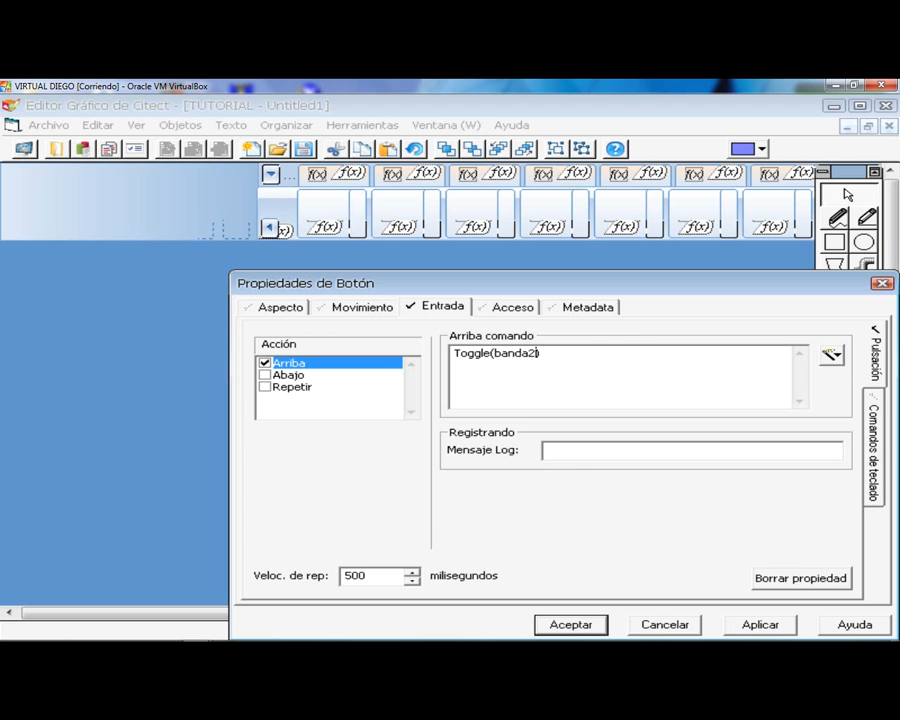 VIRTUAL DIEGO [Corriendo] - Oracle VM VirtualBox
Editor Gráfico de Citect - [TUTORIAL - Untitled1]
Archivo Editar Ver Objetos Texto Organizar Herramientas Ventana (W) Ayuda
... f(x) f(x) f(x) f(x) f(x) f(x) f(x) f(x) f(x) f(x) f(x) f(x) f(x) f(x)
(x) f(x) f(x) f(x) f(x) f(x) f(x) f(x)
Propiedades de Botón
Aspecto Movimiento Entrada Acceso Metadata
Acción
Arriba
Abajo
Repetir
Arriba comando
Toggle(banda2)
Registrando
Mensaje Log:
Pulsación
Comandos de teclado
Veloc. de rep: 500 milisegundos
Borrar propiedad
Aceptar Cancelar Aplicar Ayuda